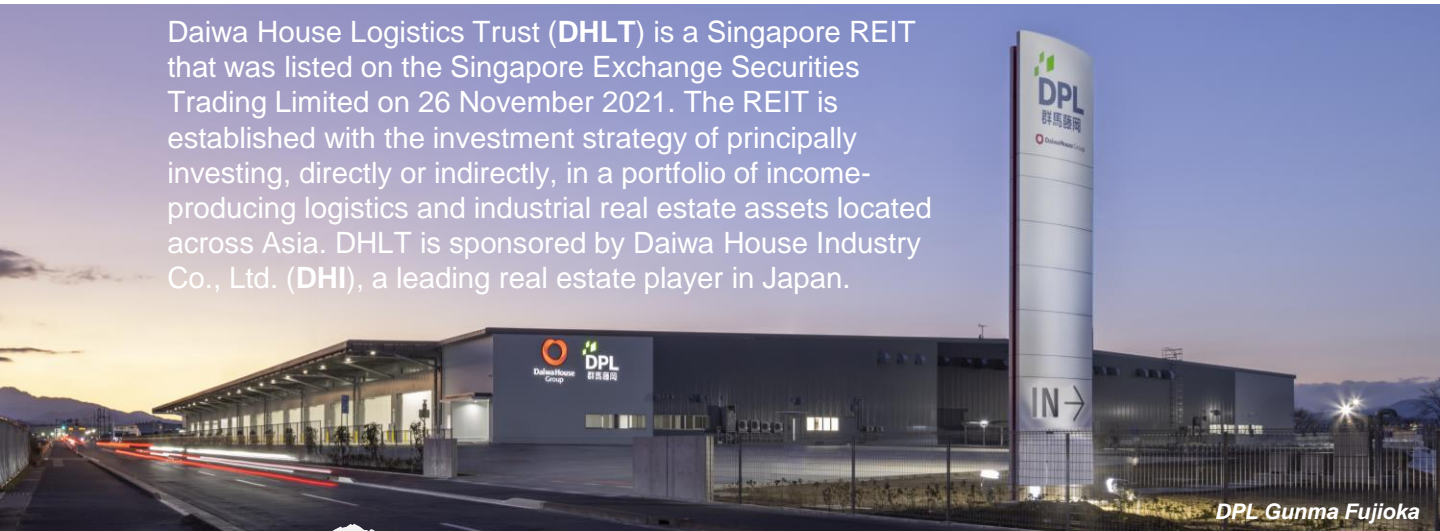 Daiwa House Logistics Trust (DHLT) is a Singapore REIT
that was listed on the Singapore Exchange Securities
Trading Limited on 26 November 2021. The REIT is
established with the investment strategy of principally
investing, directly or indirectly, in a portfolio of income-
producing logistics and industrial real estate assets located
across Asia. DHLT is sponsored by Daiwa House Industry
Co., Ltd. (DHI), a leading real estate player in Japan.
DPL
群馬藤岡
DaiwaHouse Group
DaiwaHouse
Group
DPL
群馬藤岡
IN→
DPL Gunma Fujioka